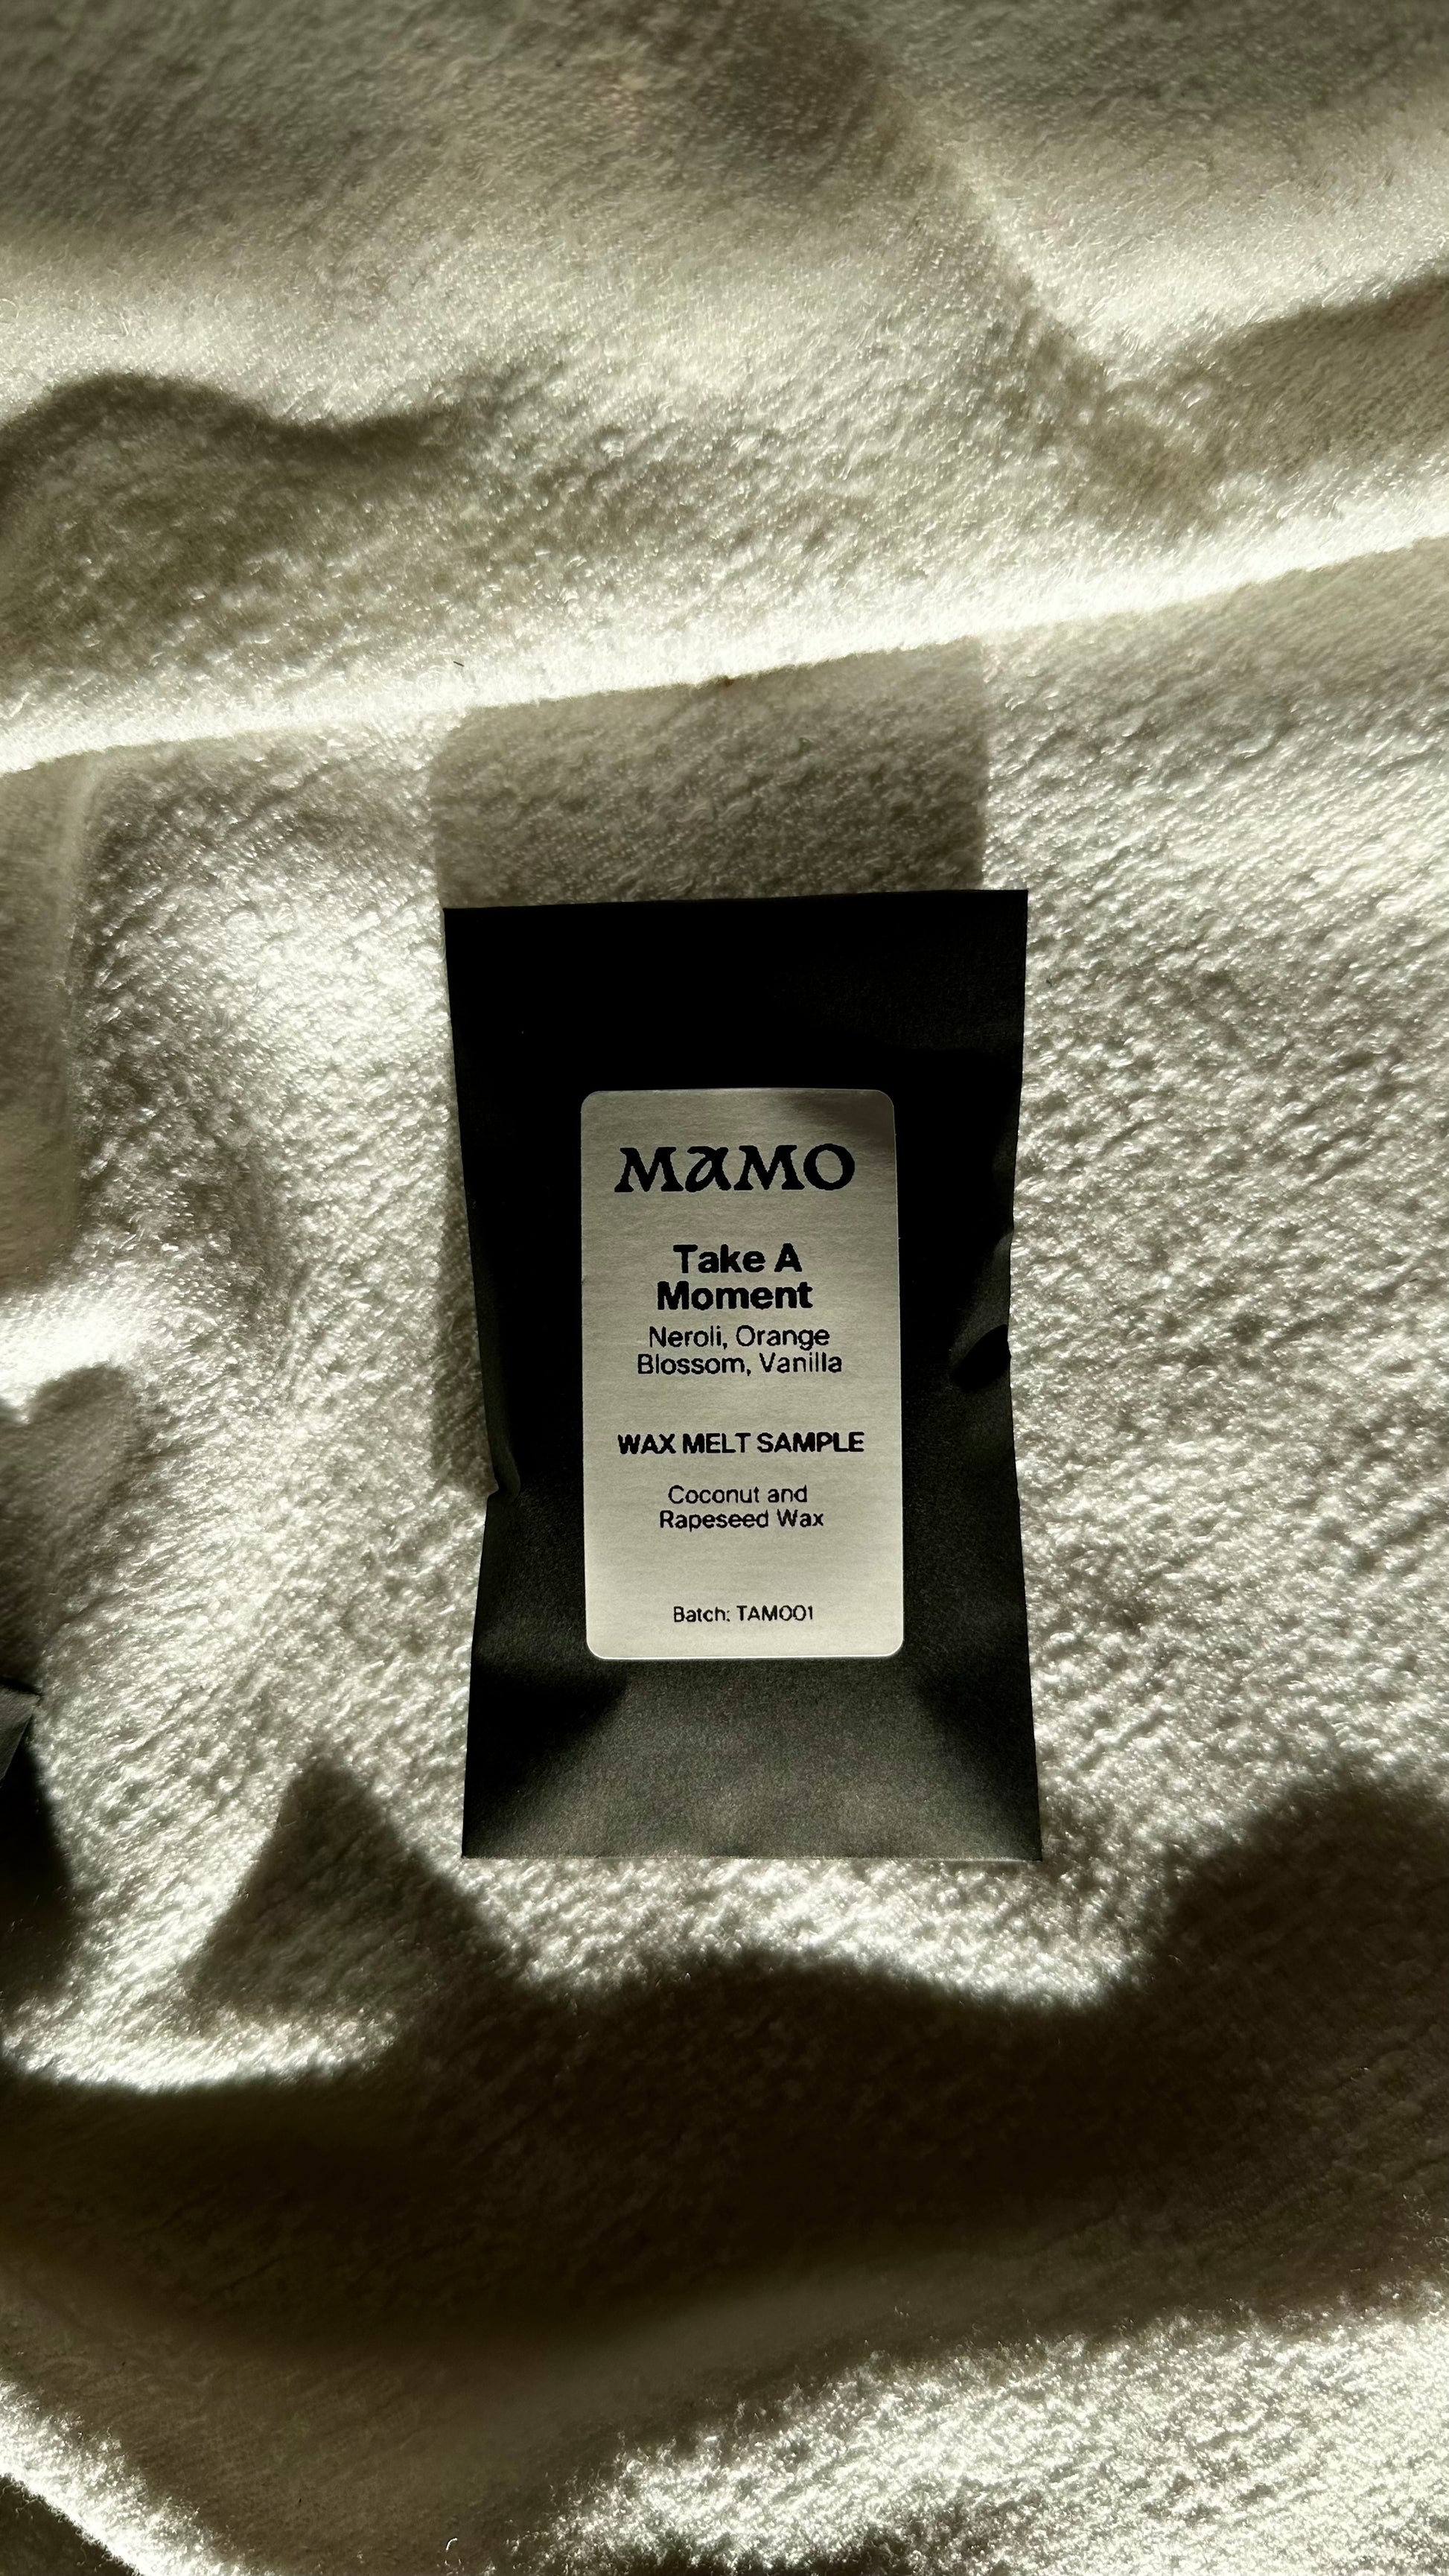 MAMO
Take A
Moment
Neroli, Orange
Blossom, Vanilla
WAX MELT SAMPLE
Coconut and
Rapeseed Wax
Batch: TAM001